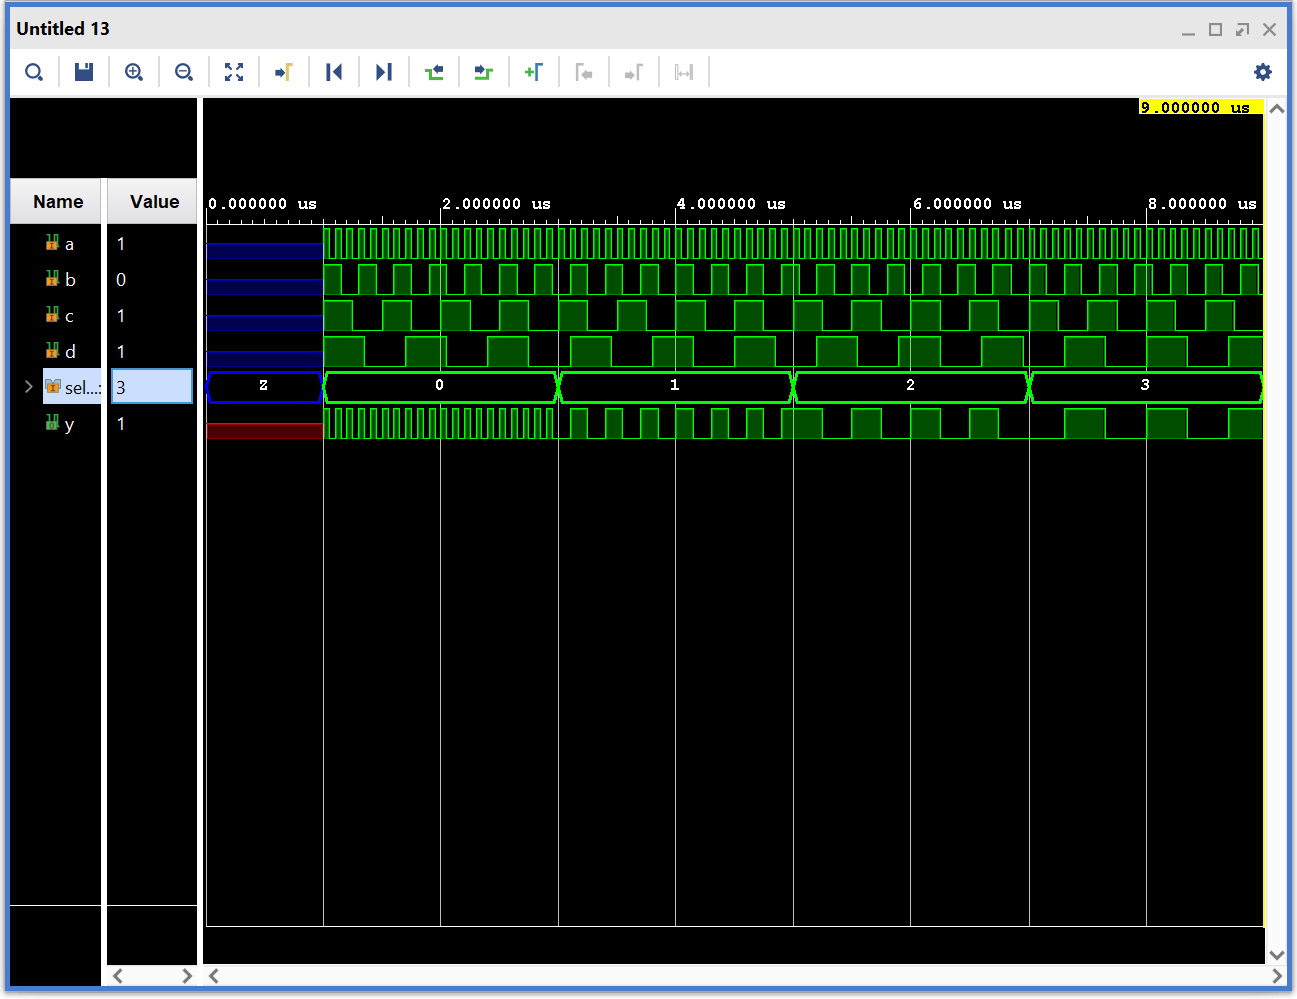 Untitled 13
9.000000 us
Name Value
0.000000 us 2.000000 us 4.000000 us 6.000000 us 8.000000 us
a 1
b 0
c 1
d 1
sel...: 3 Z 0 1 2 3
y 1